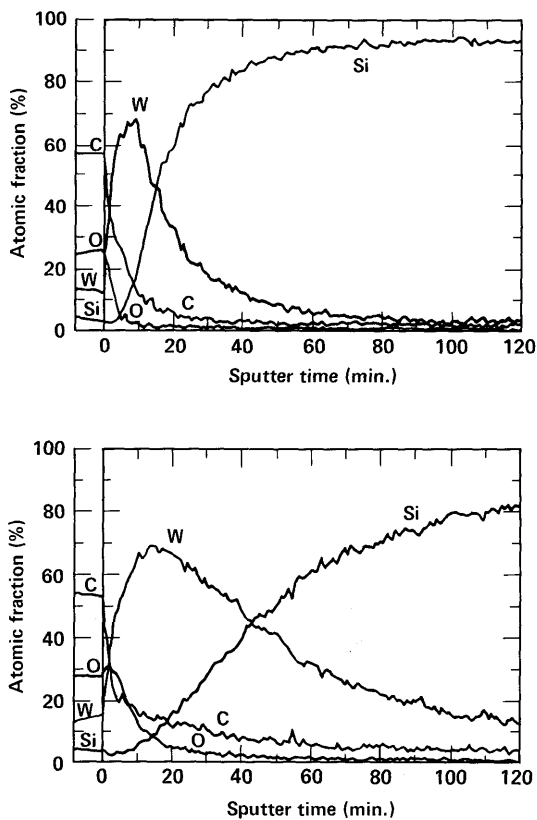 100
80
60
40
20
0
Atomic fraction (%)
C
O
W
Si
W
Si
O
C
0 20 40 60 80 100 120
Sputter time (min.)
100
80
60
40
20
0
Atomic fraction (%)
C
O
W
Si
W
Si
C
O
0 20 40 60 80 100 120
Sputter time (min.)